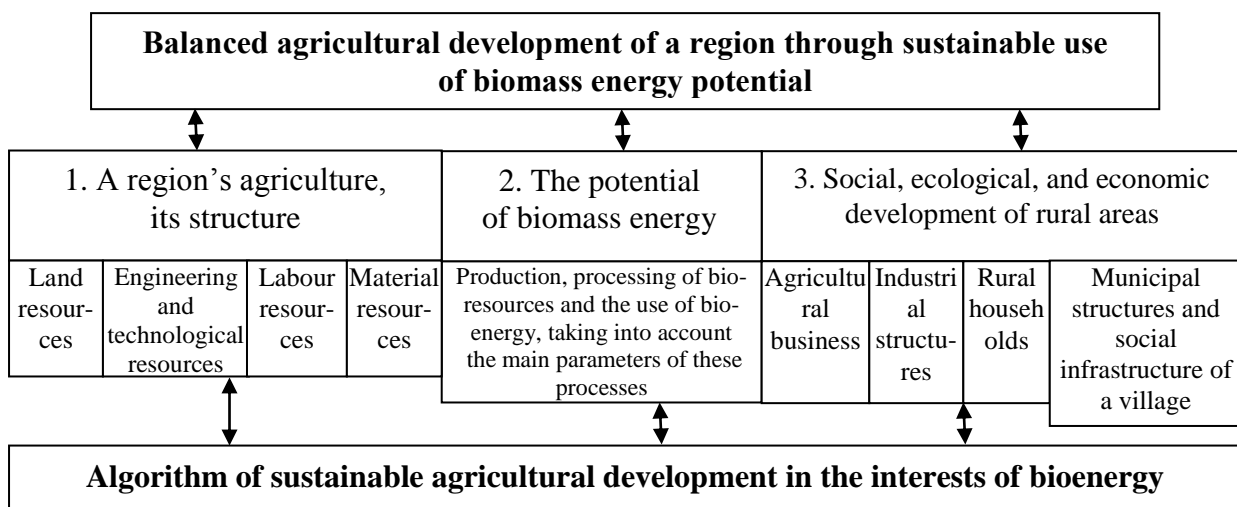 Balanced agricultural development of a region through sustainable use
of biomass energy potential
1. A region’s agriculture,
its structure
2. The potential
of biomass energy
3. Social, ecological, and economic
development of rural areas
Land
resour-
ces
Engineering
and
technological
resources
Labour
resour-
ces
Material
resour-
ces
Production, processing of bio-
resources and the use of bio-
energy, taking into account
the main parameters of these
processes
Agricultu
ral
business
Industri
al
structu-
res
Rural
househ
olds
Municipal
structures and
social
infrastructure of
a village
Algorithm of sustainable agricultural development in the interests of bioenergy